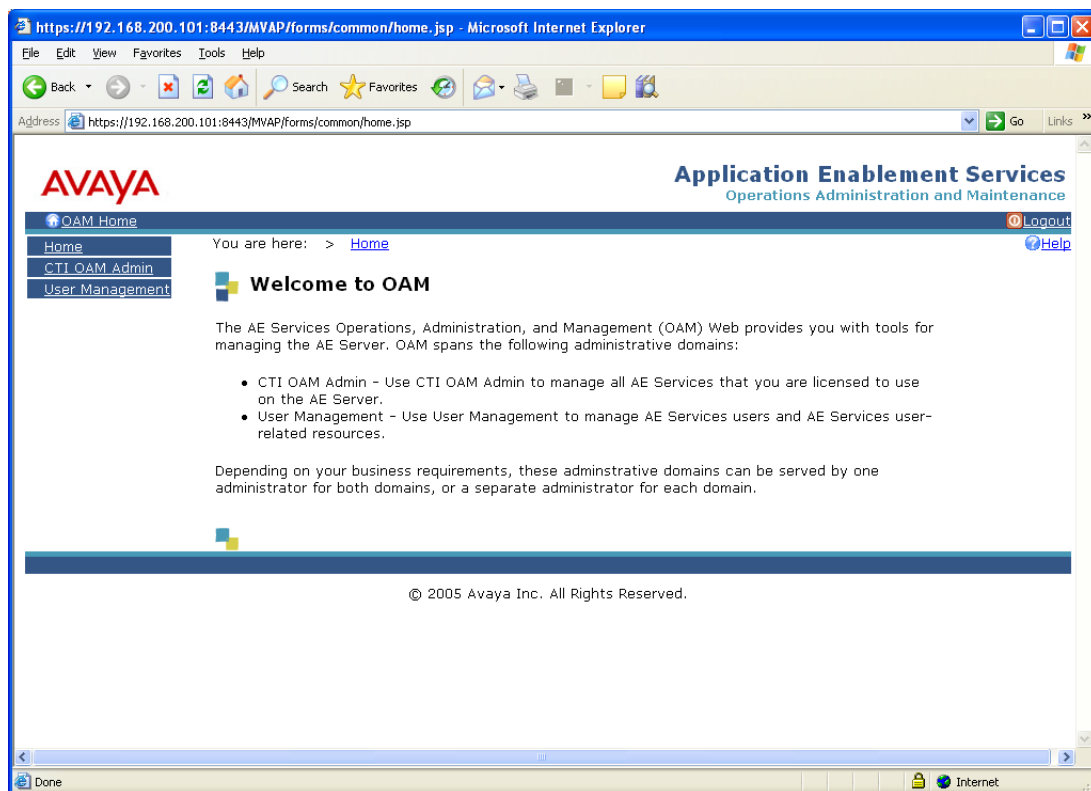 https://192.168.200.101:8443/MVAP/forms/common/home.jsp - Microsoft Internet Explorer
File Edit View Favorites Tools Help
Back Search Favorites
Address https://192.168.200.101:8443/MVAP/forms/common/home.jsp Go Links »
AVAYA
Application Enablement Services
Operations Administration and Maintenance
OAM Home Logout
Home
CTI OAM Admin
User Management
You are here: > Home Help
Welcome to OAM
The AE Services Operations, Administration, and Management (OAM) Web provides you with tools for
managing the AE Server. OAM spans the following administrative domains:
• CTI OAM Admin - Use CTI OAM Admin to manage all AE Services that you are licensed to use
on the AE Server.
• User Management - Use User Management to manage AE Services users and AE Services user-
related resources.
Depending on your business requirements, these adminstrative domains can be served by one
administrator for both domains, or a separate administrator for each domain.
© 2005 Avaya Inc. All Rights Reserved.
Done Internet